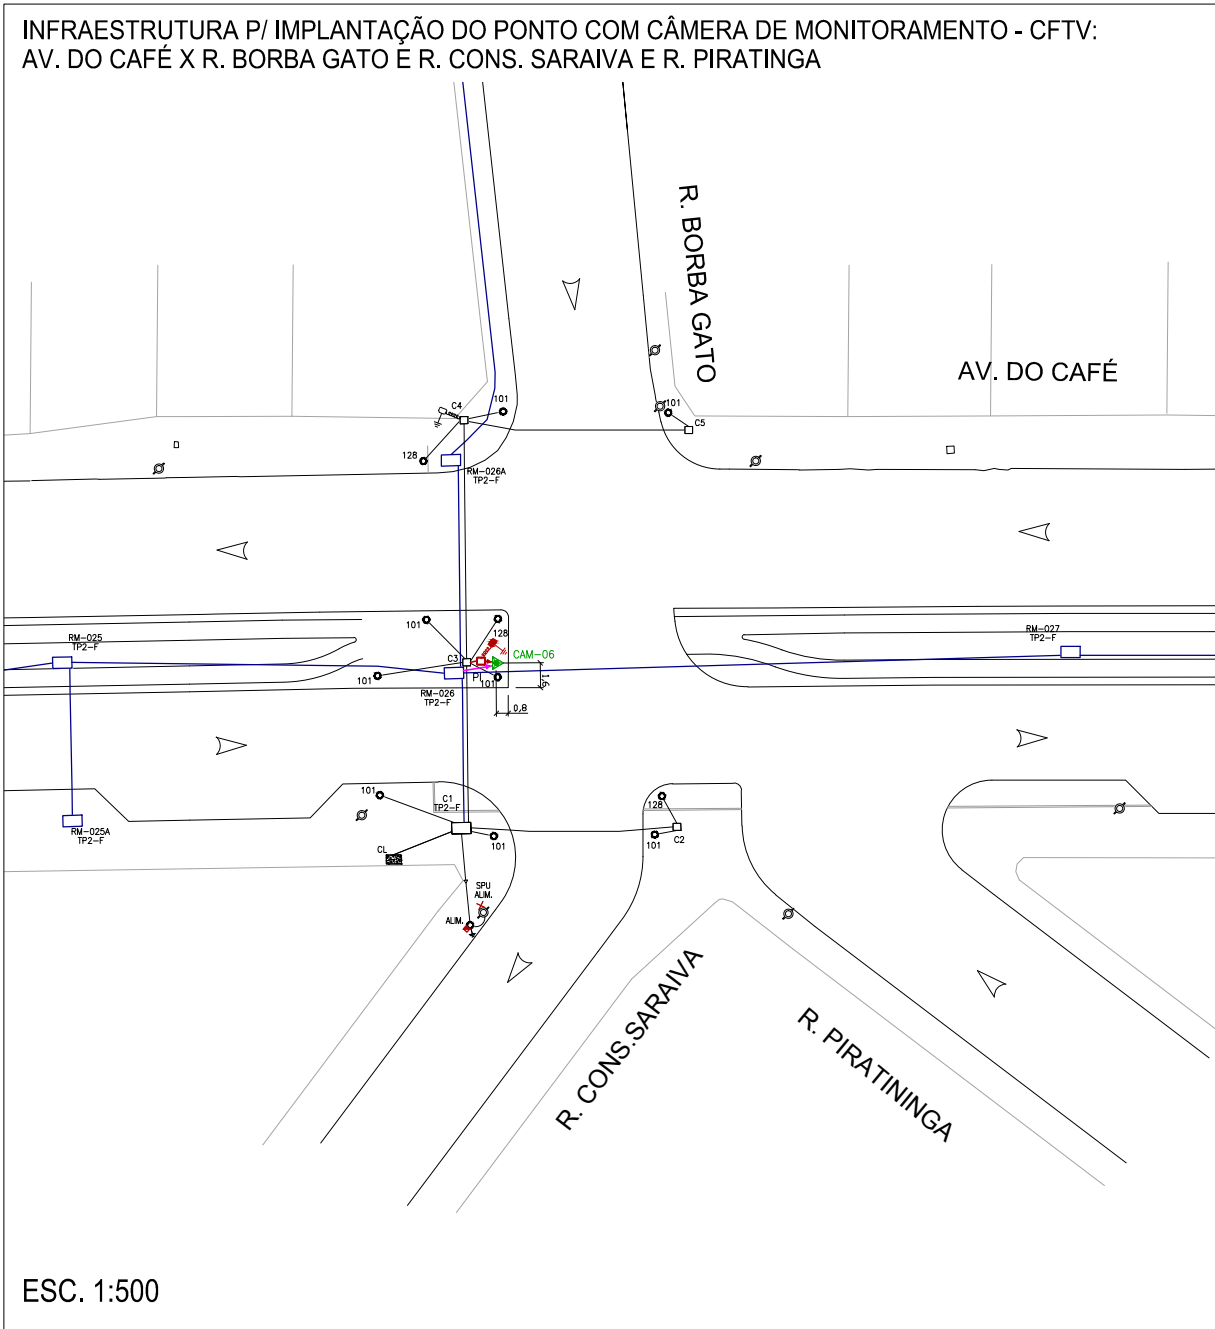 INFRAESTRUTURA P/ IMPLANTAÇÃO DO PONTO COM CÂMERA DE MONITORAMENTO - CFTV:
AV. DO CAFÉ X R. BORBA GATO E R. CONS. SARAIVA E R. PIRATINGA
R. BORBA GATO
AV. DO CAFÉ
101
C4
101
C5
128
RM-026A
TP2-F
101
128
RM-025
TP2-F
C3
CAM-06
RM-027
TP2-F
101
PI
101
1,6
RM-026
TP2-F
0,8
101
C1
TP2-F
128
RM-025A
TP2-F
101
101
C2
CL
SPU
ALIM.
ALIM.
R. CONS.SARAIVA
R. PIRATININGA
ESC. 1:500